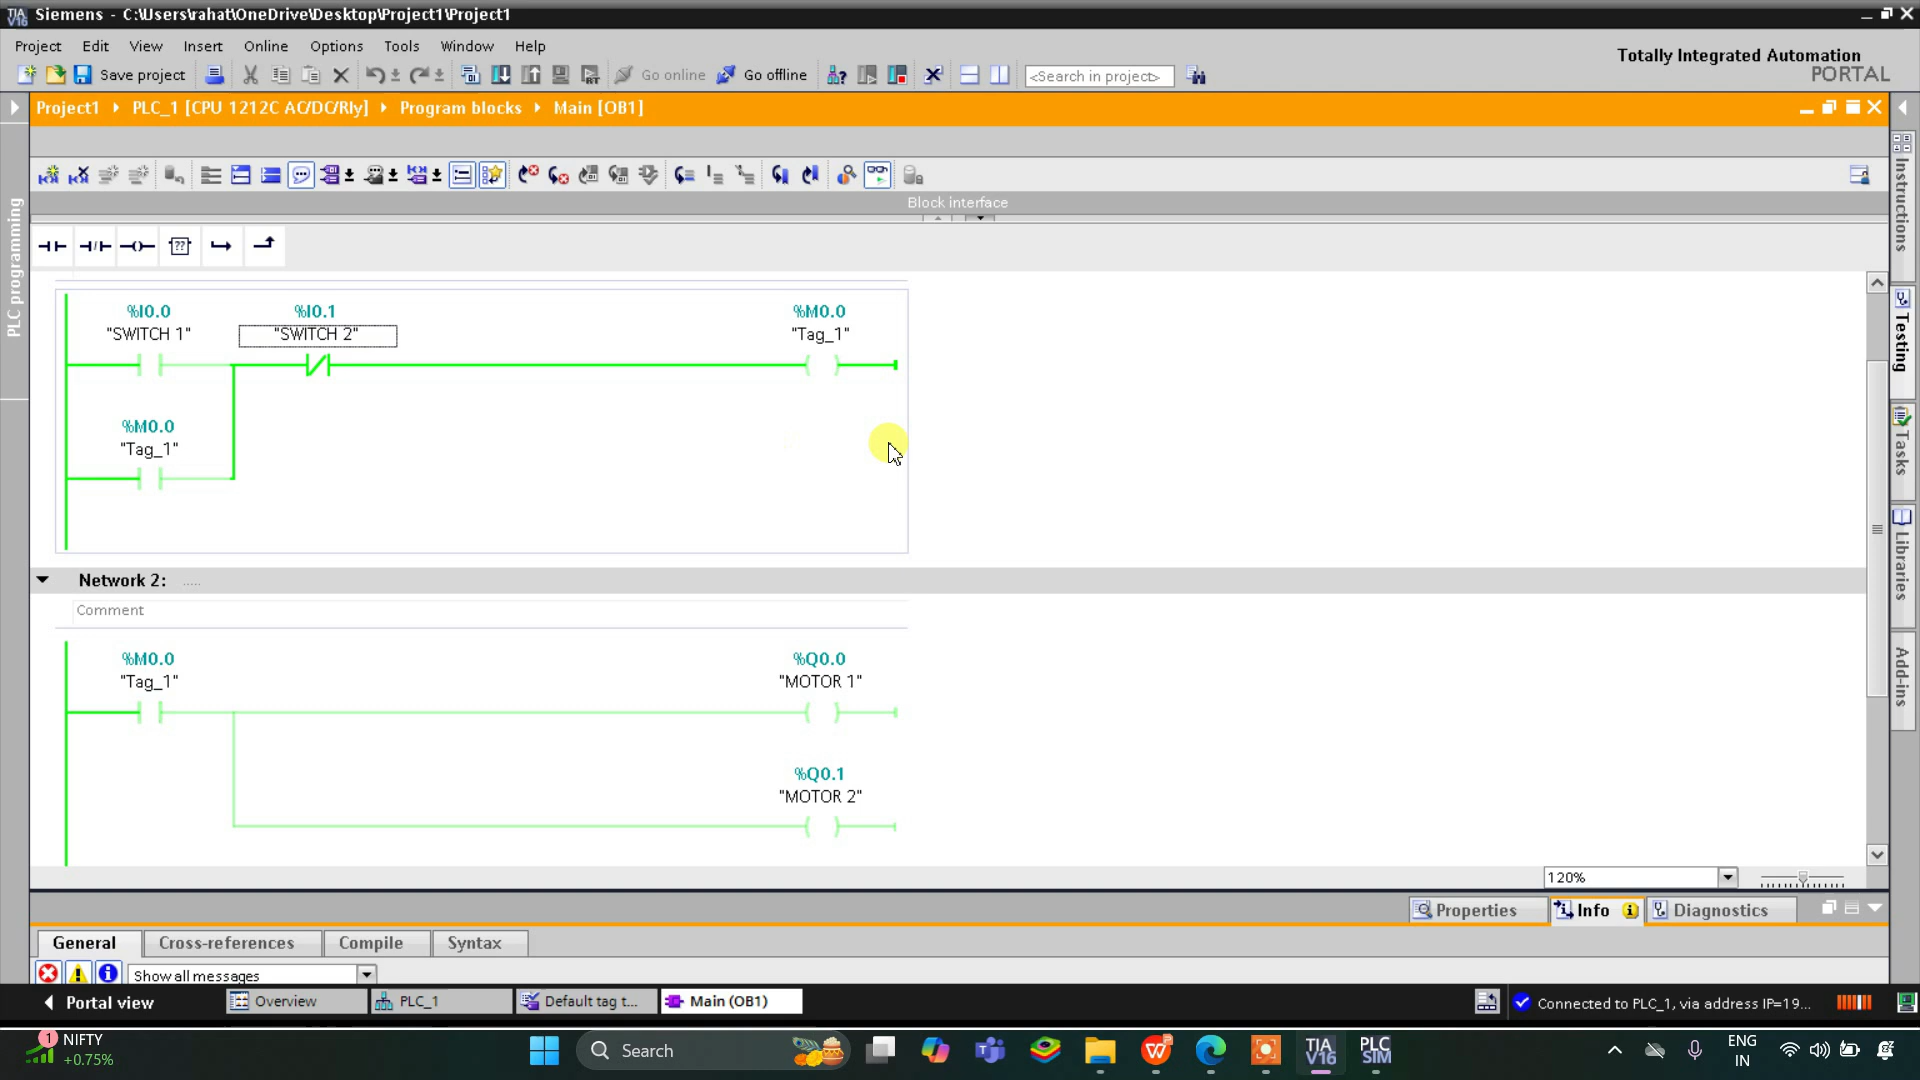 TIA V16 Siemens - C:\Users\rahat\OneDrive\Desktop\Project1\Project1
Project Edit View Insert Online Options Tools Window Help
Totally Integrated Automation
PORTAL
Save project Go online Go offline <Search in project>
Project1 PLC_1 [CPU 1212C AC/DC/Rly] Program blocks Main [OB1]
Block interface
??
PLC programming
%I0.0 %I0.1 %M0.0
"SWITCH 1" "SWITCH 2" "Tag_1"
%M0.0
"Tag_1"
Network 2: .....
Comment
%M0.0 %Q0.0
"Tag_1" "MOTOR 1"
%Q0.1
"MOTOR 2"
Instructions
Testing
Tasks
Libraries
Add-ins
120%
Properties Info Diagnostics
General Cross-references Compile Syntax
Show all messages
Portal view Overview PLC_1 Default tag t... Main (OB1) Connected to PLC_1, via address IP=19...
1 NIFTY
+0.75%
Search
TIA V16
PLC SIM
ENG
IN